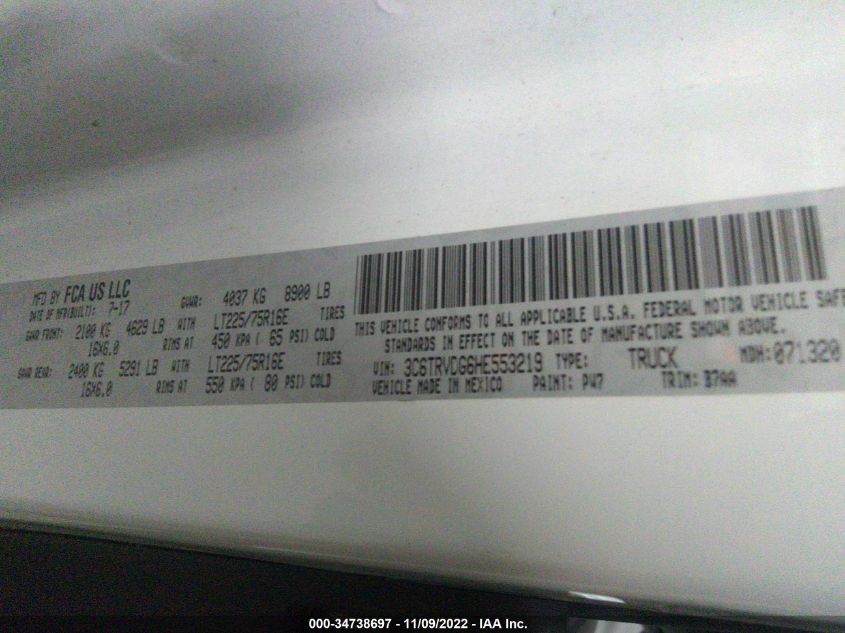 MFD BY FCA US LLC
DATE OF MFD(BUILD): 7-17 GVWR: 4037 KG 8900 LB
GAWR FRONT: 2100 KG 4629 LB WITH LT225/75R16E TIRES
16X6.0 RIMS AT 450 KPA ( 65 PSI) COLD
GAWR REAR: 2400 KG 5291 LB WITH LT225/75R16E TIRES
16X6.0 RIMS AT 550 KPA ( 80 PSI) COLD
THIS VEHICLE CONFORMS TO ALL APPLICABLE U.S.A. FEDERAL MOTOR VEHICLE SAFE
STANDARDS IN EFFECT ON THE DATE OF MANUFACTURE SHOWN ABOVE.
VIN: 3C6TRVCG6HE553219 TYPE: TRUCK MDH: 071320
VEHICLE MADE IN MEXICO PAINT: PW7 TRIM: B7AA
000-34738697 - 11/09/2022 - IAA Inc.